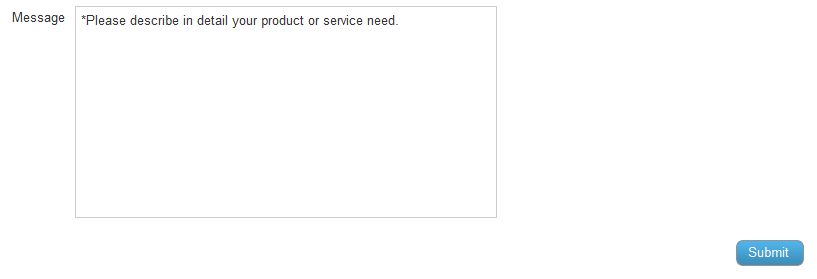 Message
*Please describe in detail your product or service need.
Submit